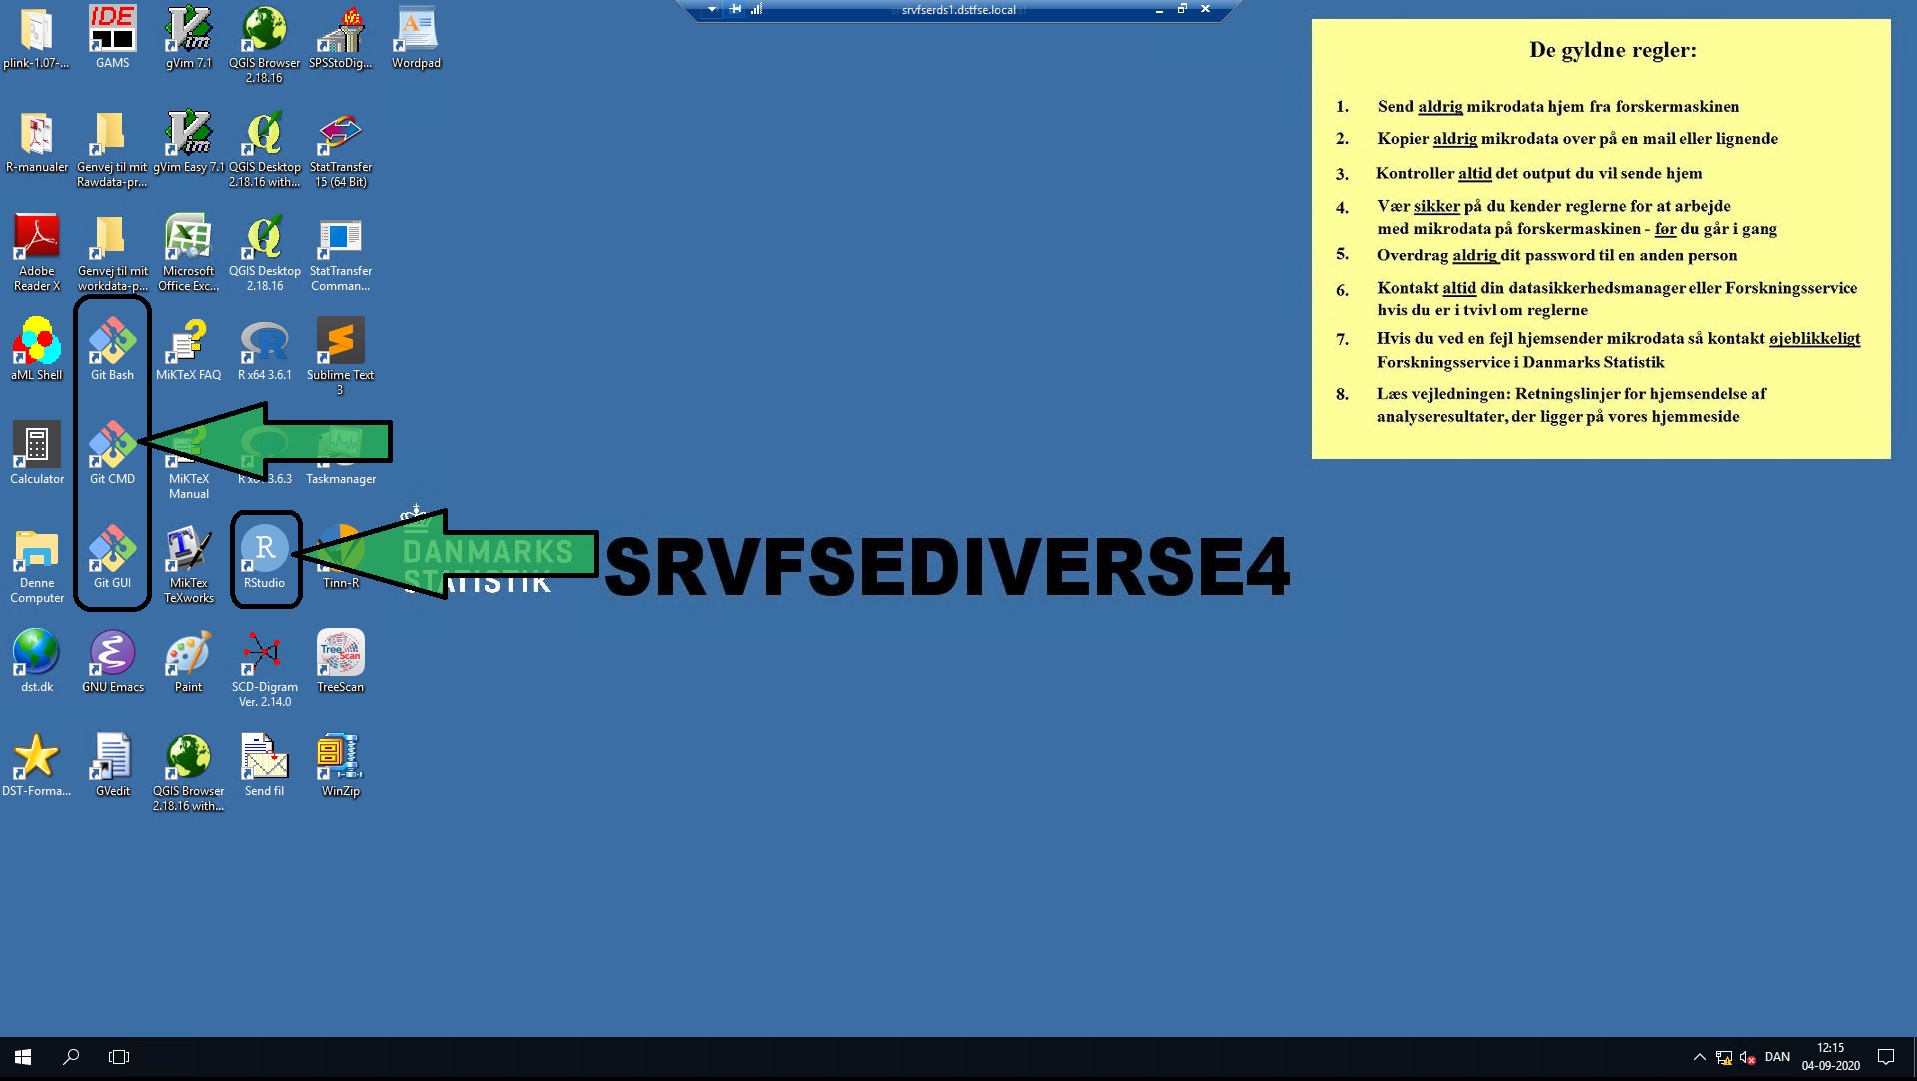 srvfserds1.dstfse.local
plink-1.07-...
IDE
GAMS
gVim 7.1
QGIS Browser
2.18.16
SPSStoDig...
Wordpad
R-manualer
Genvej til mit
Rawdata-pr...
gVim Easy 7.1
QGIS Desktop
2.18.16 with...
StatTransfer
15 (64 Bit)
Adobe
Reader X
Genvej til mit
workdata-p...
Microsoft
Office Exc...
QGIS Desktop
2.18.16
StatTransfer
Comman...
aML Shell
Git Bash
MiKTeX FAQ
R x64 3.6.1
Sublime Text
3
Calculator
Git CMD
MiKTeX
Manual
3.6.3
Taskmanager
Denne
Computer
Git GUI
MikTex
TeXworks
RStudio
Tinn-R
DANMARKS
STATISTIK
SRVFSEDIVERSE4
dst.dk
GNU Emacs
Paint
SCD-Digram
Ver. 2.14.0
Tree
Scan
TreeScan
DST-Forma...
GVedit
QGIS Browser
2.18.16 with...
Send fil
WinZip
De gyldne regler:
1. Send aldrig mikrodata hjem fra forskermaskinen
2. Kopier aldrig mikrodata over på en mail eller lignende
3. Kontroller altid det output du vil sende hjem
4. Vær sikker på du kender reglerne for at arbejde
med mikrodata på forskermaskinen - før du går i gang
5. Overdrag aldrig dit password til en anden person
6. Kontakt altid din datasikkerhedsmanager eller Forskningsservice
hvis du er i tvivl om reglerne
7. Hvis du ved en fejl hjemsender mikrodata så kontakt øjeblikkeligt
Forskningsservice i Danmarks Statistik
8. Læs vejledningen: Retningslinjer for hjemsendelse af
analyseresultater, der ligger på vores hjemmeside
DAN
12:15
04-09-2020